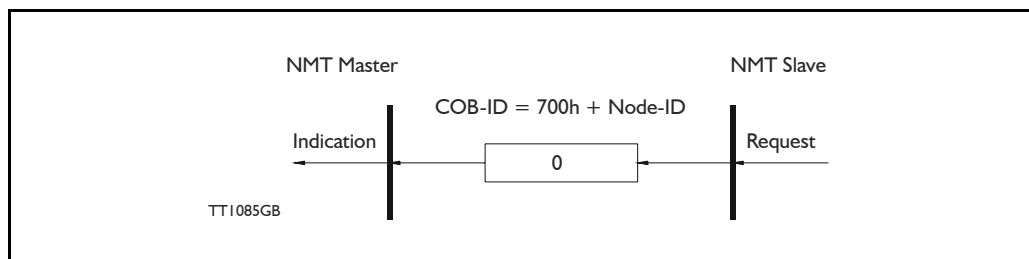 NMT Master
NMT Slave
COB-ID = 700h + Node-ID
Indication
0
Request
TT1085GB